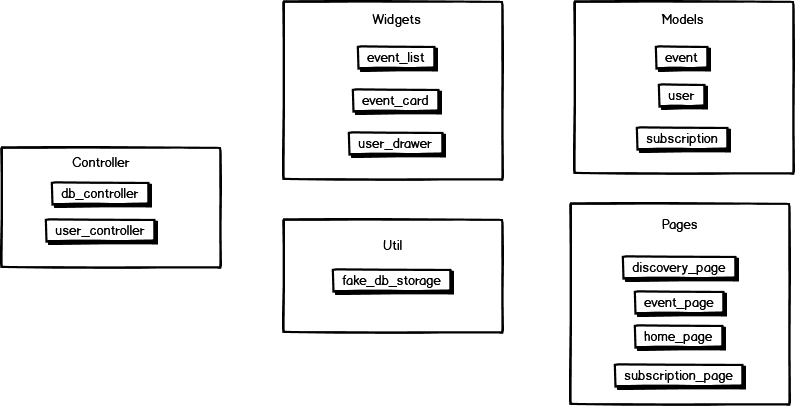 Widgets
event_list
event_card
user_drawer
Models
event
user
subscription
Controller
db_controller
user_controller
Util
fake_db_storage
Pages
discovery_page
event_page
home_page
subscription_page